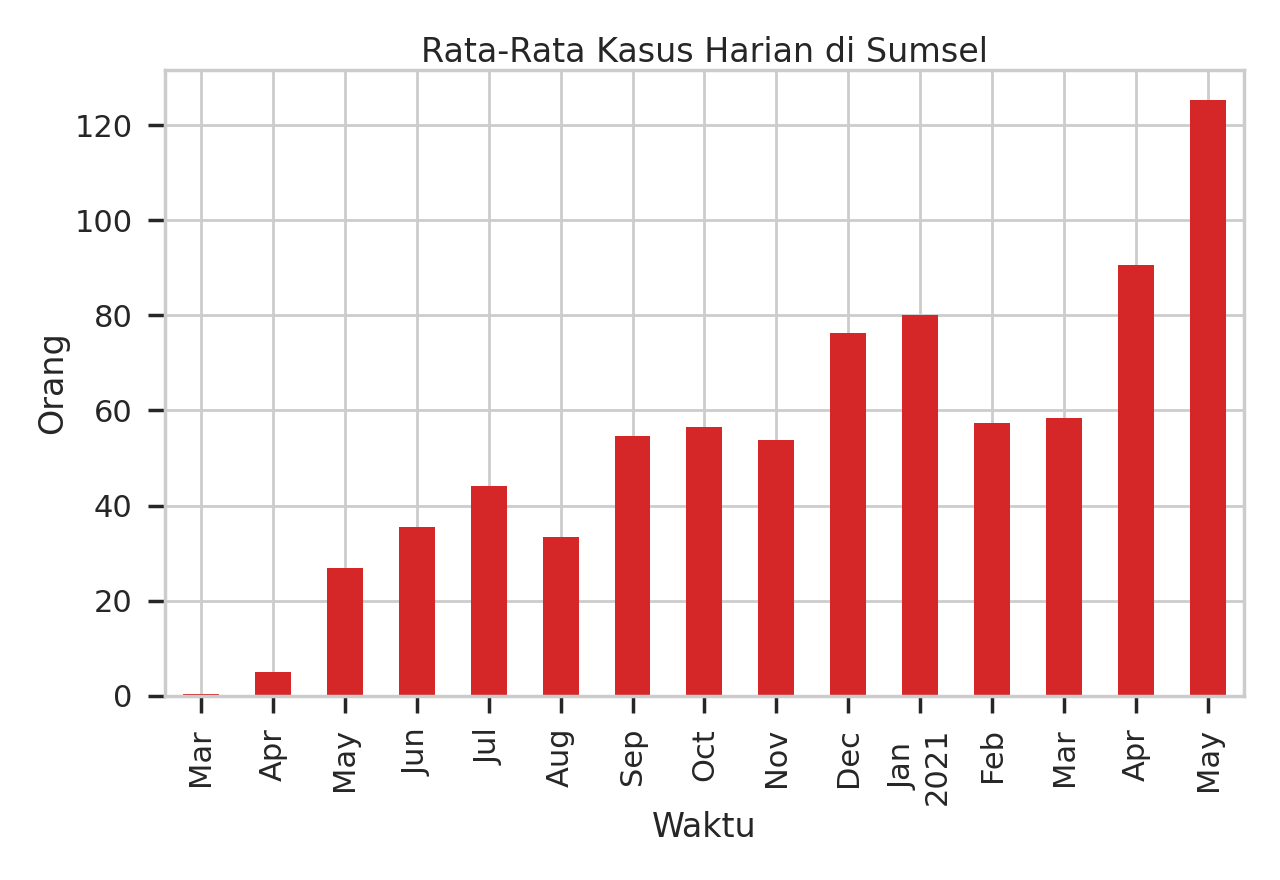 Rata-Rata Kasus Harian di Sumsel
120
100
80
60
40
20
0
Orang
Mar
Apr
May
Jun
Jul
Aug
Sep
Oct
Nov
Dec
Jan
2021
Feb
Mar
Apr
May
Waktu